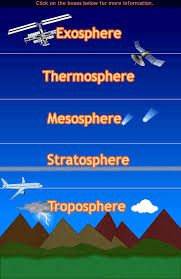 Click on the boxes below for more information.
Exosphere
Thermosphere
Mesosphere
Stratosphere
Troposphere